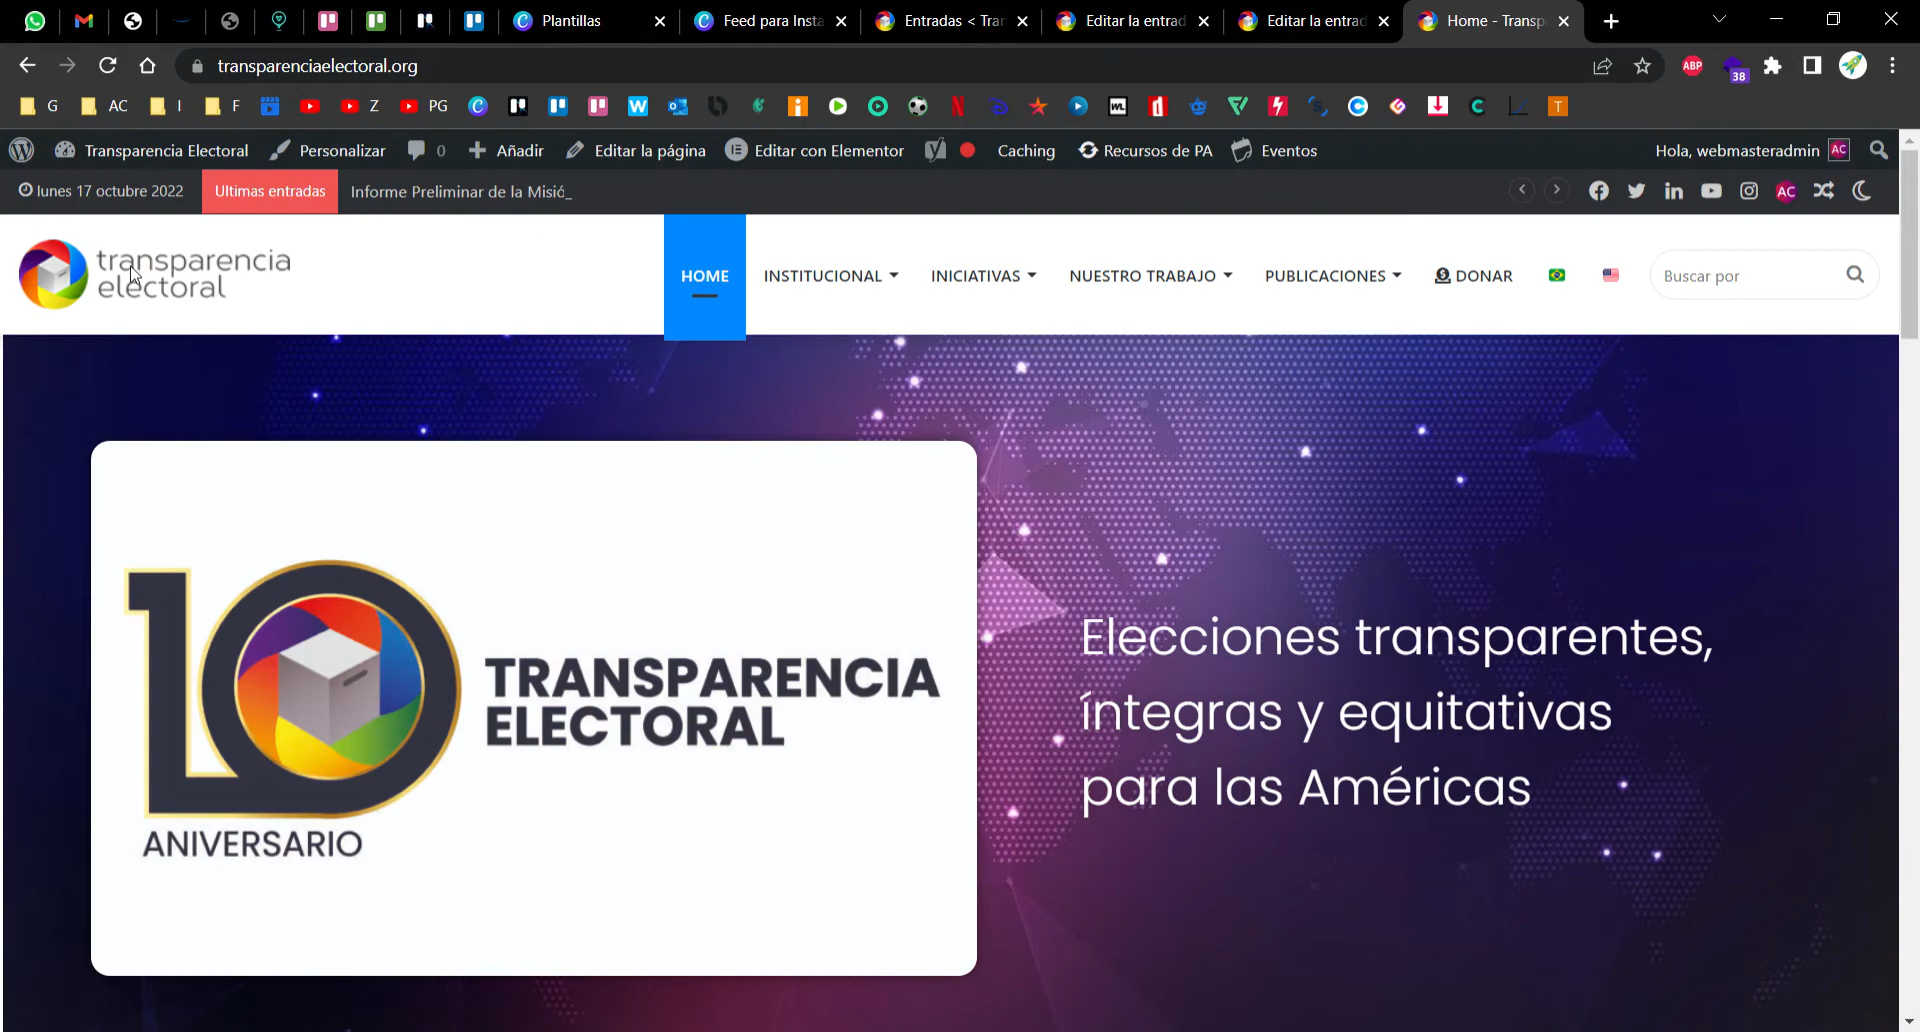 Plantillas
Feed para Insta
Entradas < Tran
Editar la entrad
Editar la entrad
Home - Transp
transparenciaelectoral.org
ABP
38
G
AC
I
F
Z
PG
Transparencia Electoral
Personalizar
0
Añadir
Editar la página
Editar con Elementor
Caching
Recursos de PA
Eventos
Hola, webmasteradmin
AC
lunes 17 octubre 2022
Ultimas entradas
Informe Preliminar de la Misió_
AC
transparencia
electoral
HOME
INSTITUCIONAL
INICIATIVAS
NUESTRO TRABAJO
PUBLICACIONES
DONAR
Buscar por
10
TRANSPARENCIA
ELECTORAL
ANIVERSARIO
Elecciones transparentes,
íntegras y equitativas
para las Américas